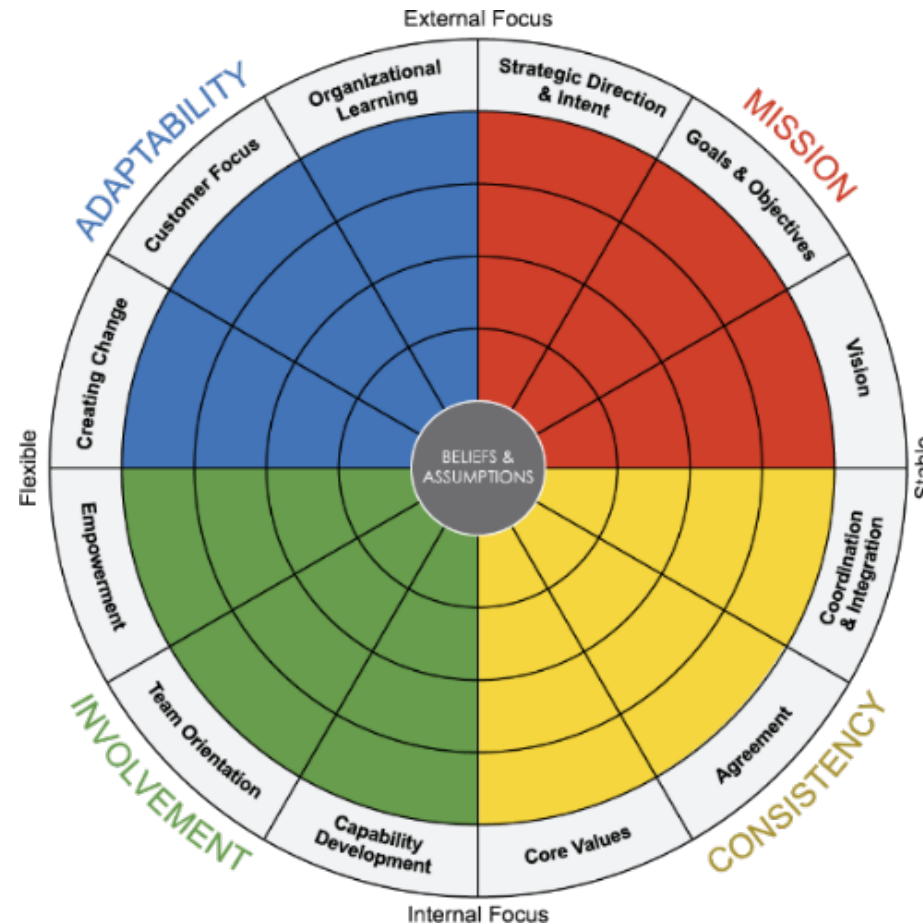 External Focus
ADAPTABILITY
Organizational
Learning
Strategic Direction
& Intent
MISSION
Customer Focus
Goals & Objectives
Creating Change
Vision
Flexible
BELIEFS &
ASSUMPTIONS
Stable
Empowerment
Coordination
& Integration
Team Orientation
Agreement
INVOLVEMENT
Capability
Development
Core Values
CONSISTENCY
Internal Focus